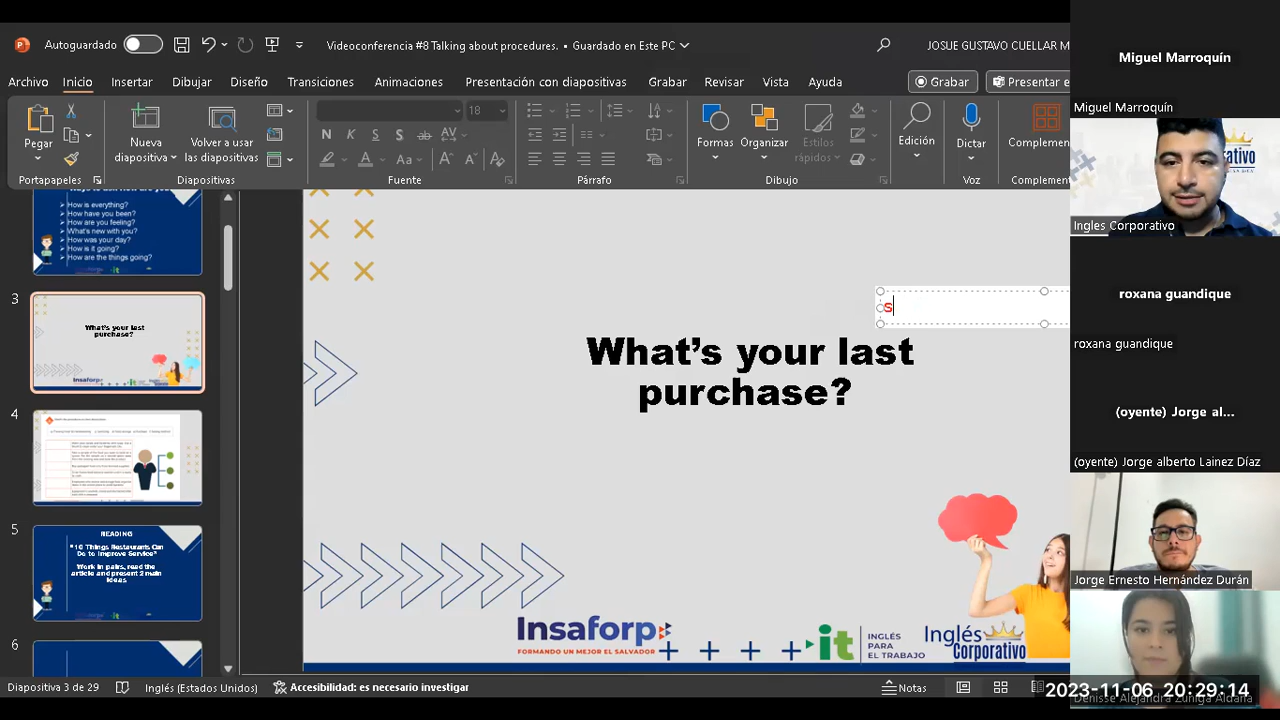 Autoguardado
Videoconferencia #8 Talking about procedures. • Guardado en Este PC
JOSUE GUSTAVO CUELLAR M
Archivo Inicio Insertar Dibujar Diseño Transiciones Animaciones Presentación con diapositivas Grabar Revisar Vista Ayuda
Grabar
Presentar e
18
Pegar
Nueva diapositiva
Volver a usar las diapositivas
Formas
Organizar
Estilos rápidos
Edición
Dictar
Complemen
Portapapeles
Diapositivas
Fuente
Párrafo
Dibujo
Voz
Complement
How is everything?
How have you been?
How are you feeling?
What's new with you?
How was your day?
How is it going?
How are the things going?
3
What's your last
purchase?
4
5
READING
"10 Things Restaurants Can
Do to Improve Service"
Work in pairs, read the
article and present 2 main
ideas
6
S
What's your last
purchase?
Insaforp
FORMANDO UN MEJOR EL SALVADOR
it
INGLÉS
PARA
EL TRABAJO
Inglés
Corporativo
Diapositiva 3 de 29
Inglés (Estados Unidos)
Accesibilidad: es necesario investigar
Notas
Miguel Marroquín
Miguel Marroquín
Ingles Corporativo
roxana guandique
roxana guandique
(oyente) Jorge al...
(oyente) Jorge alberto Lainez Díaz
Jorge Ernesto Hernández Durán
Denisse Alejandra Zuniga Aldana
2023-11-06 20:29:14